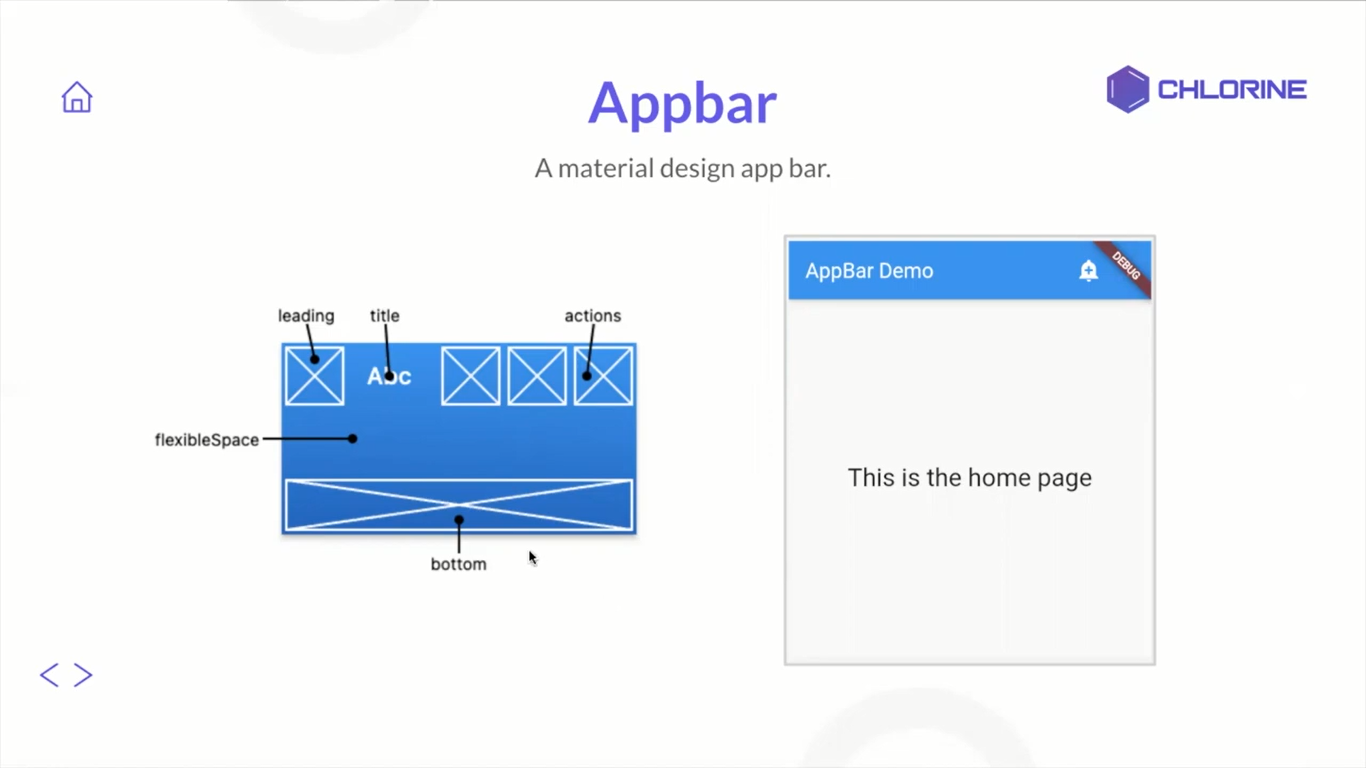 Appbar
CHLORINE
A material design app bar.
leading title actions
Abc
flexibleSpace
bottom
AppBar Demo
DEBUG
This is the home page